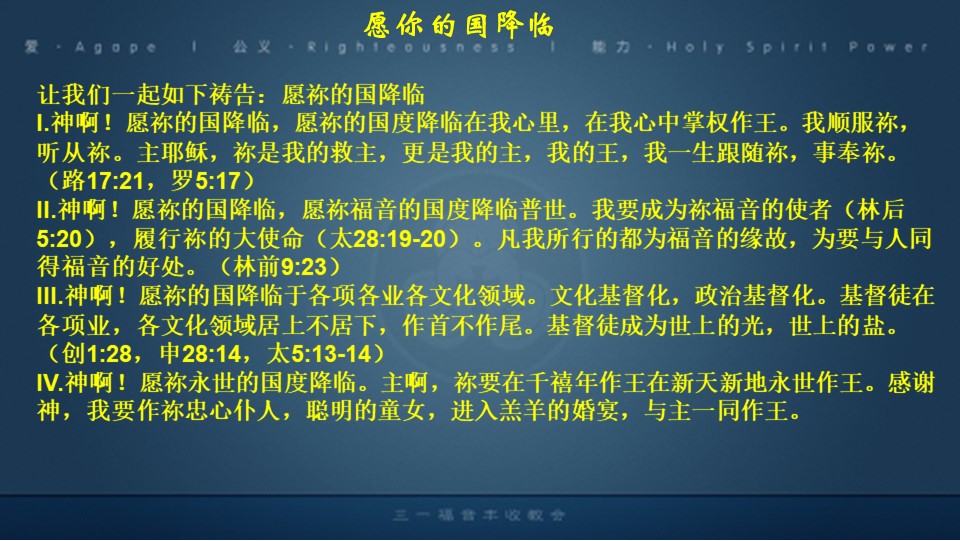 愿你的国降临
爱·Agape | 公义·Righteousness | 能力·Holy Spirit Power
让我们一起如下祷告：愿祢的国降临
I.神啊！愿祢的国降临，愿祢的国度降临在我心里，在我心中掌权作王。我顺服祢，
听从祢。主耶稣，祢是我的救主，更是我的主，我的王，我一生跟随祢，事奉祢。
（路17:21，罗5:17）
II.神啊！愿祢的国降临，愿祢福音的国度降临普世。我要成为祢福音的使者（林后
5:20），履行祢的大使命（太28:19-20）。凡我所行的都为福音的缘故，为要与人同
得福音的好处。（林前9:23）
III.神啊！愿祢的国降临于各项各业各文化领域。文化基督化，政治基督化。基督徒在
各项业，各文化领域居上不居下，作首不作尾。基督徒成为世上的光，世上的盐。
（创1:28，申28:14，太5:13-14）
IV.神啊！愿祢永世的国度降临。主啊，祢要在千禧年作王在新天新地永世作王。感谢
神，我要作祢忠心仆人，聪明的童女，进入羔羊的婚宴，与主一同作王。
三一福音丰收教会